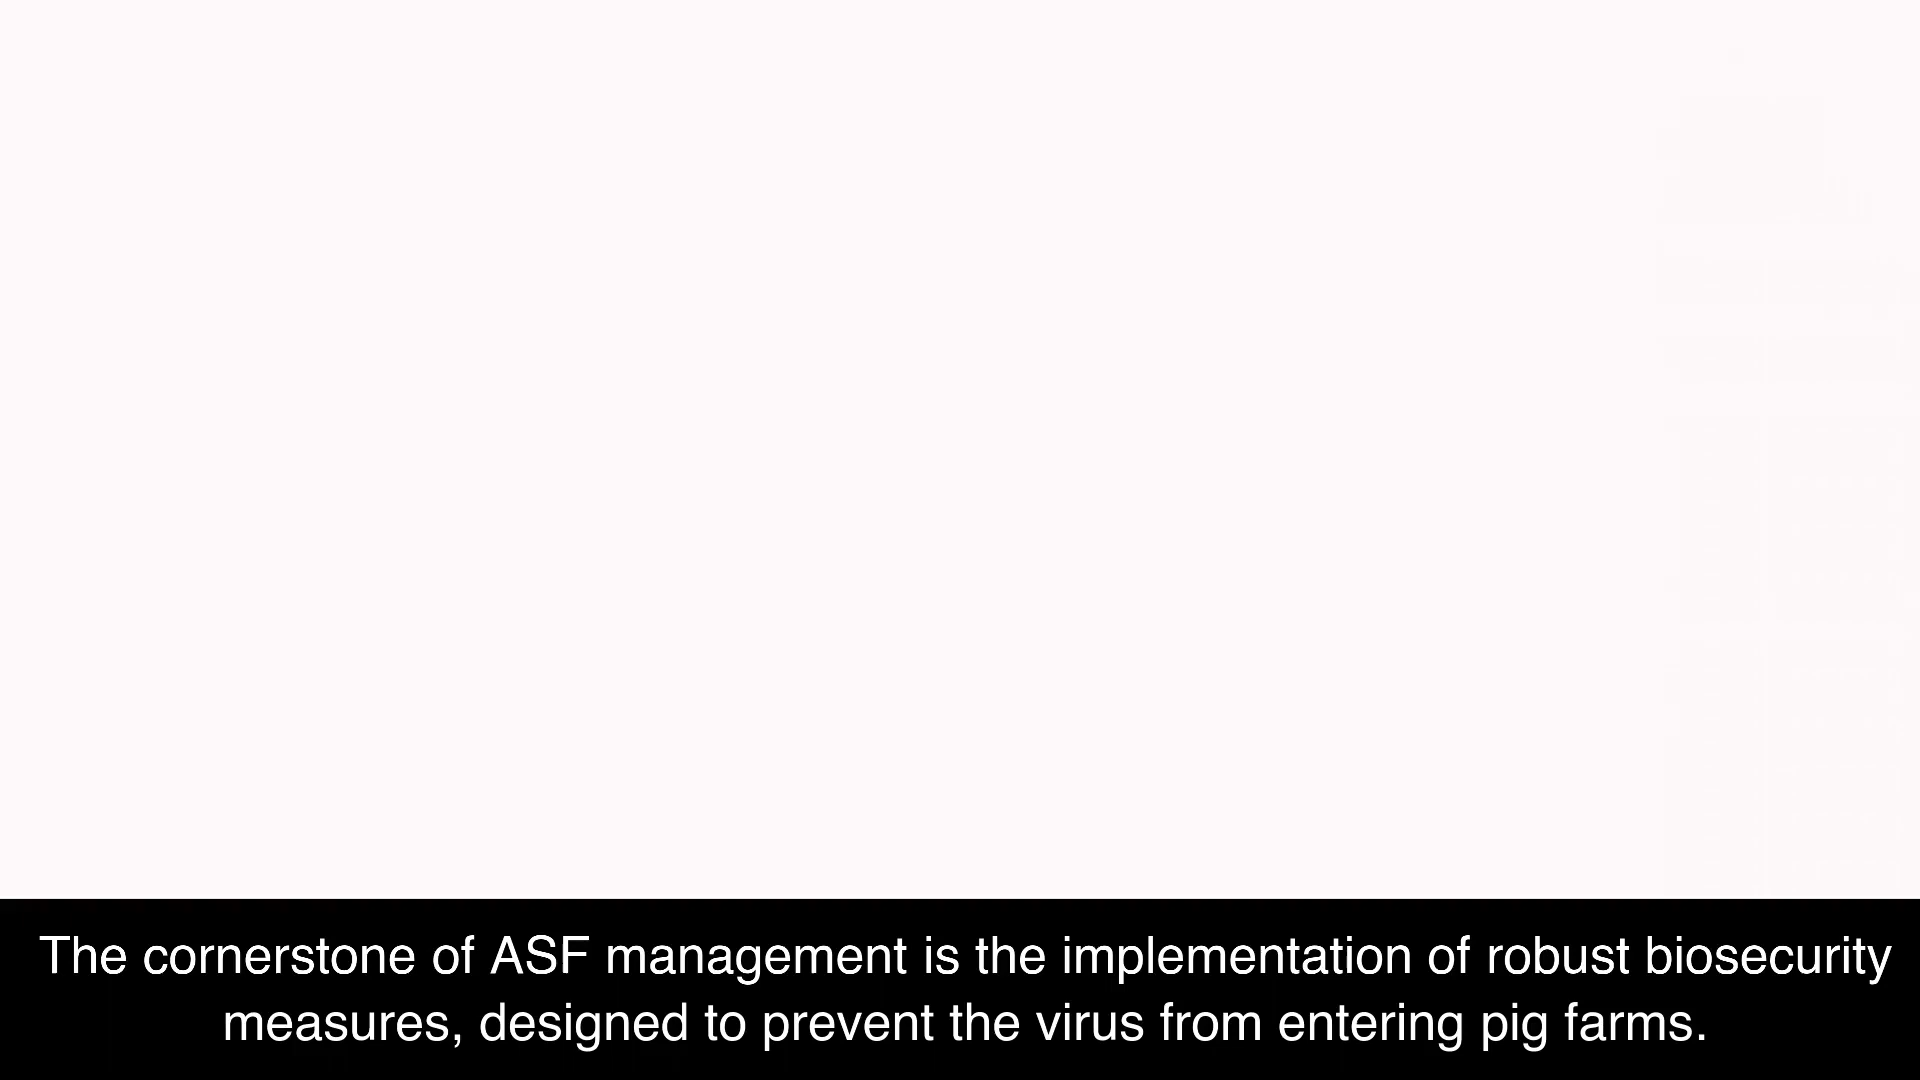 The cornerstone of ASF management is the implementation of robust biosecurity
measures, designed to prevent the virus from entering pig farms.